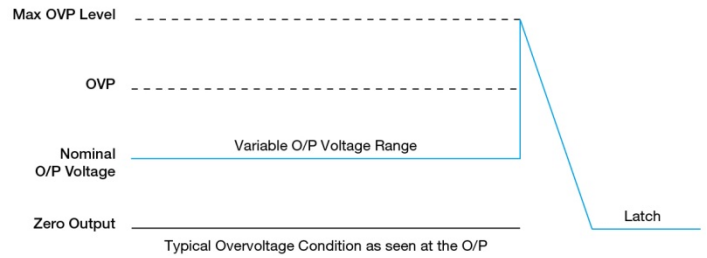 Max OVP Level
OVP
Variable O/P Voltage Range
Nominal
O/P Voltage
Zero Output
Latch
Typical Overvoltage Condition as seen at the O/P